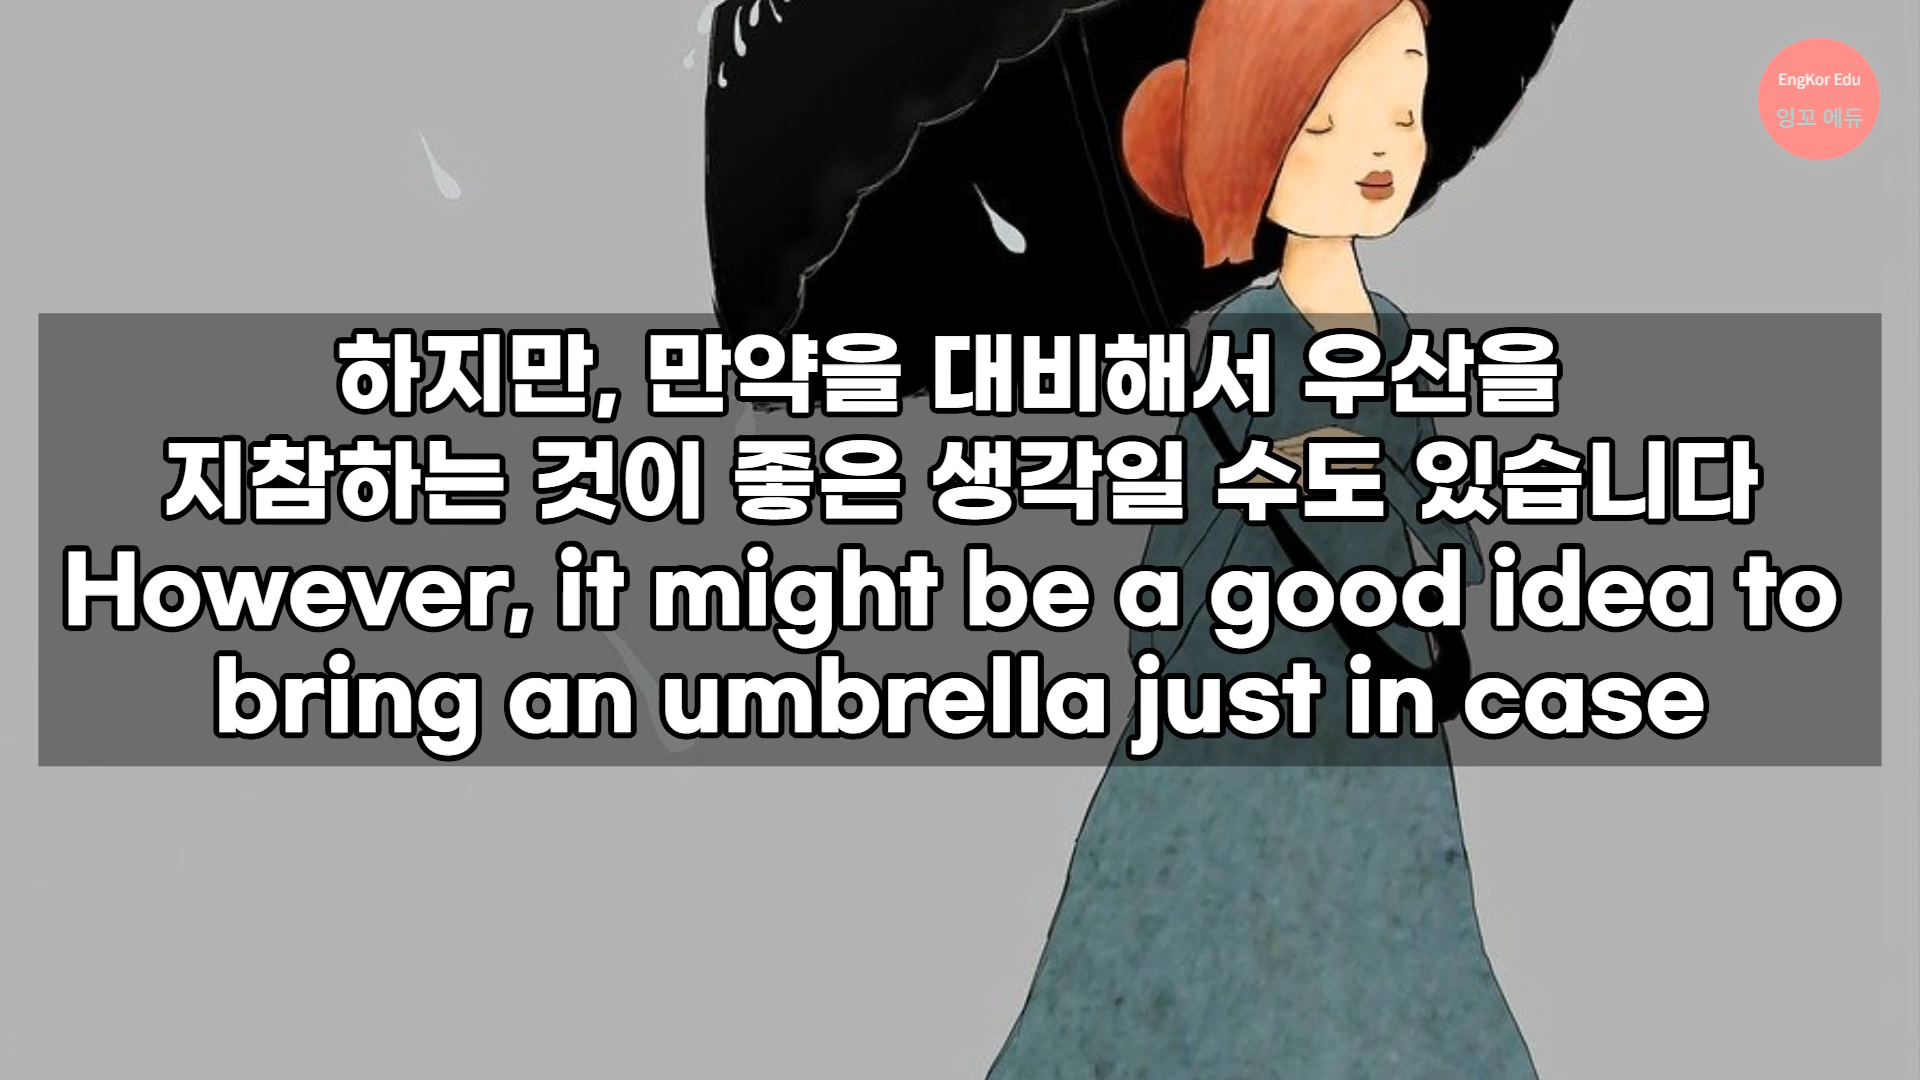 EngKor Edu
잉꼬 에듀
하지만, 만약을 대비해서 우산을
지참하는 것이 좋은 생각일 수도 있습니다
However, it might be a good idea to
bring an umbrella just in case